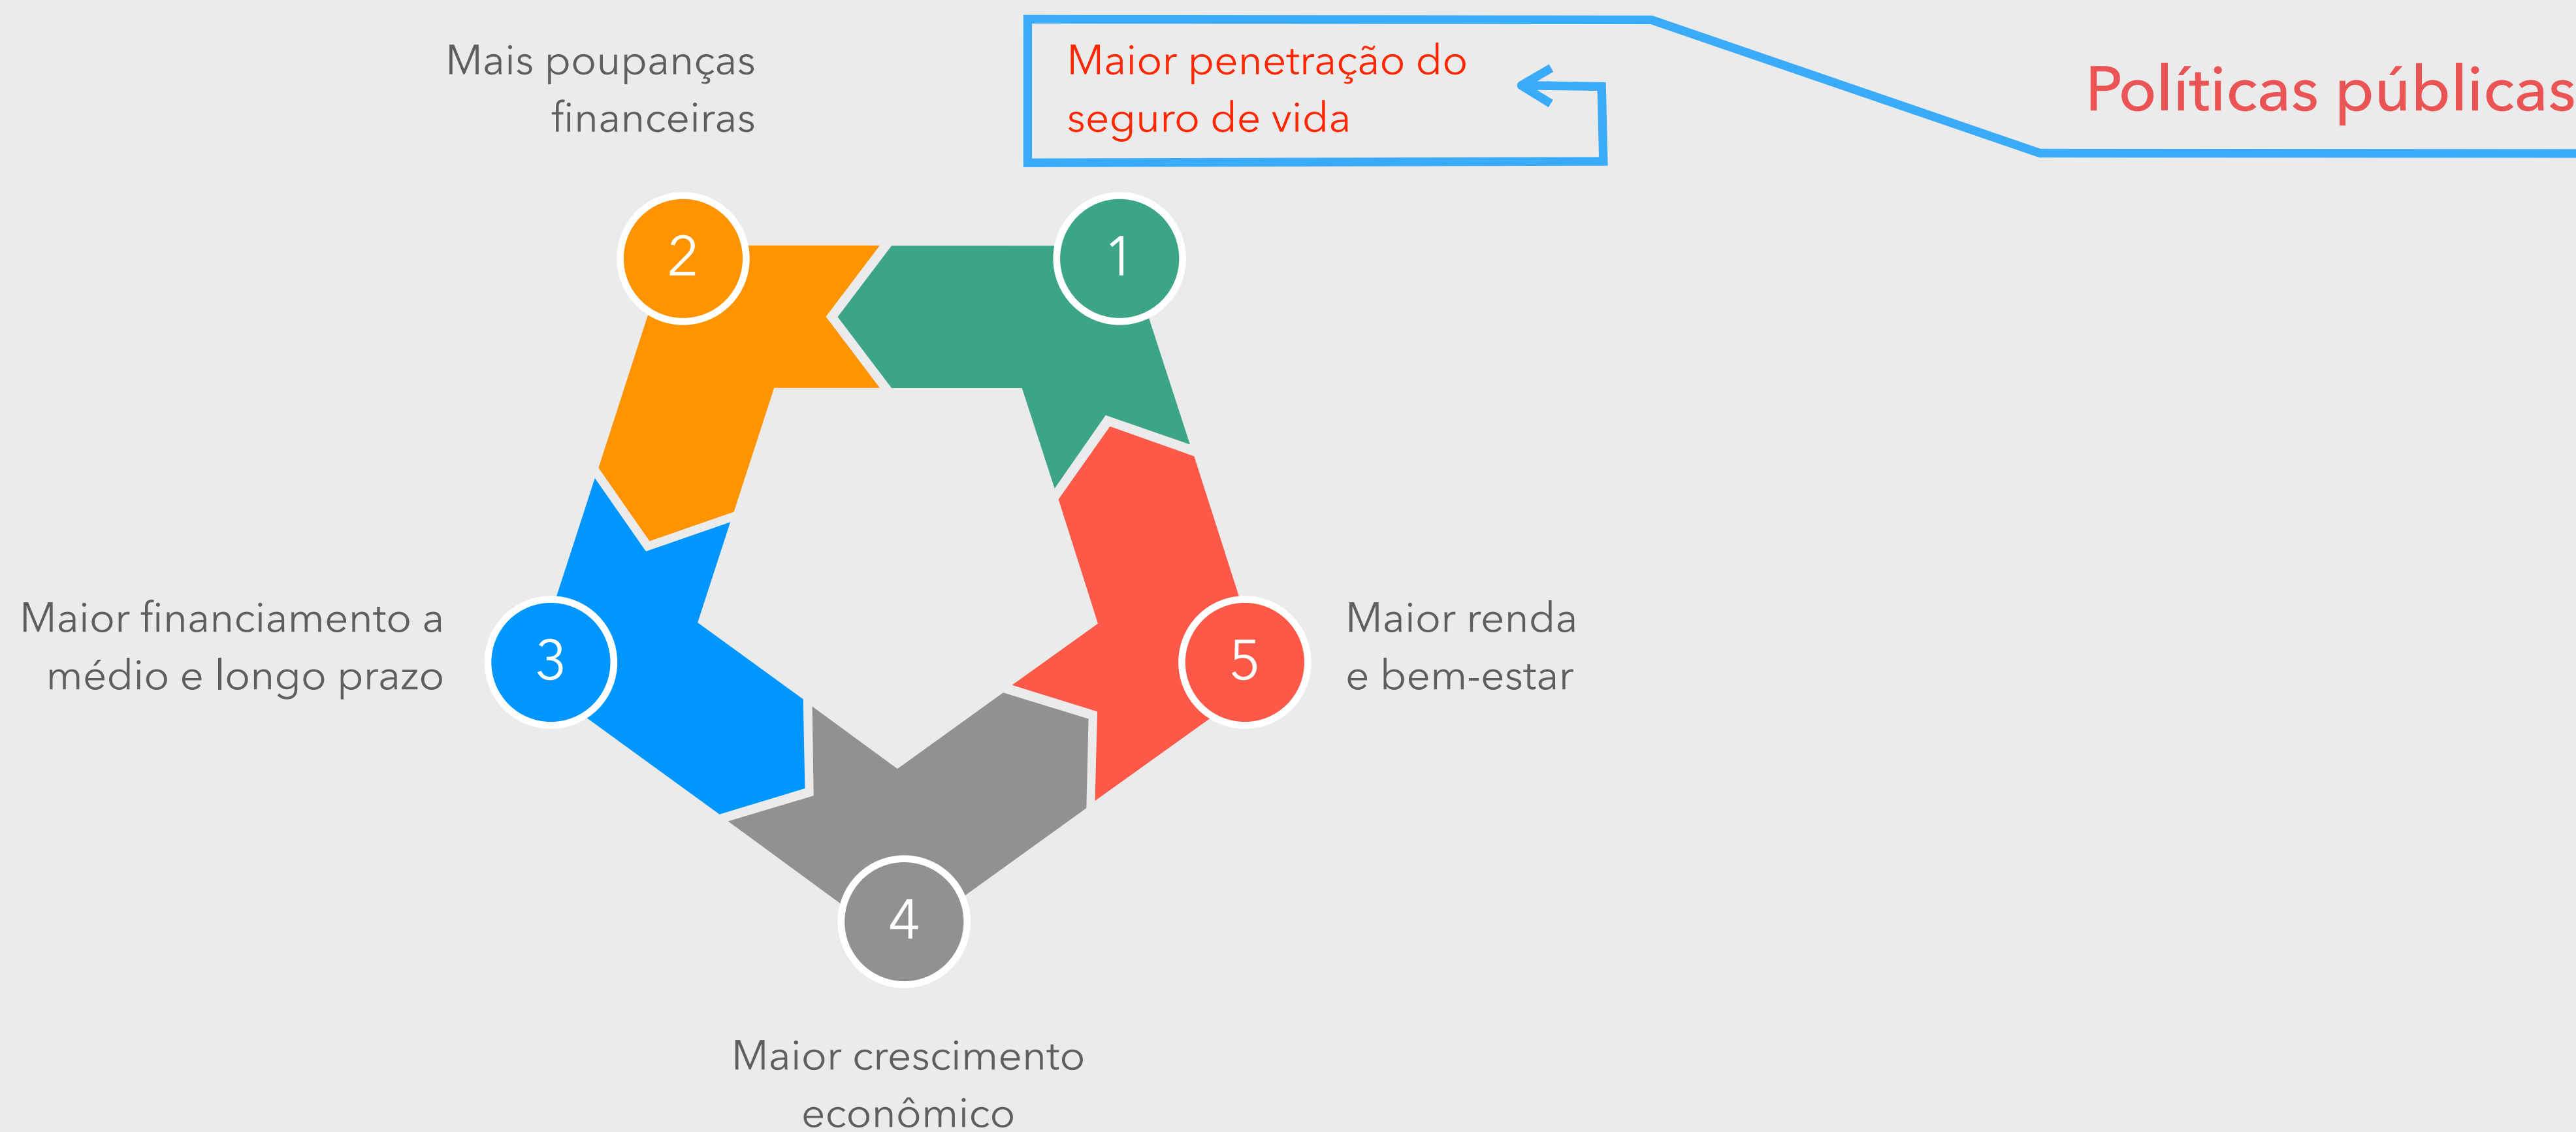 Mais poupanças
financeiras
Maior penetração do
seguro de vida
Políticas públicas
2
1
Maior financiamento a
médio e longo prazo
3
5
Maior renda
e bem-estar
4
Maior crescimento
econômico